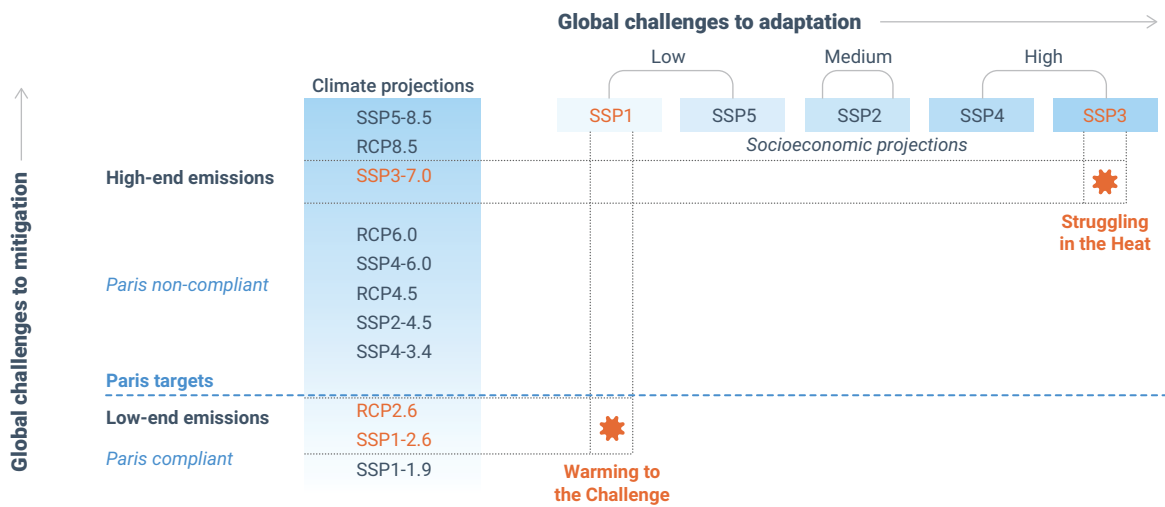 Global challenges to adaptation
Low
Medium
High
Climate projections
SSP1
SSP5
SSP2
SSP4
SSP3
Socioeconomic projections
Global challenges to mitigation
SSP5-8.5
RCP8.5
High-end emissions
SSP3-7.0
Struggling
in the Heat
RCP6.0
SSP4-6.0
Paris non-compliant
RCP4.5
SSP2-4.5
SSP4-3.4
Paris targets
Low-end emissions
RCP2.6
SSP1-2.6
Paris compliant
SSP1-1.9
Warming to
the Challenge